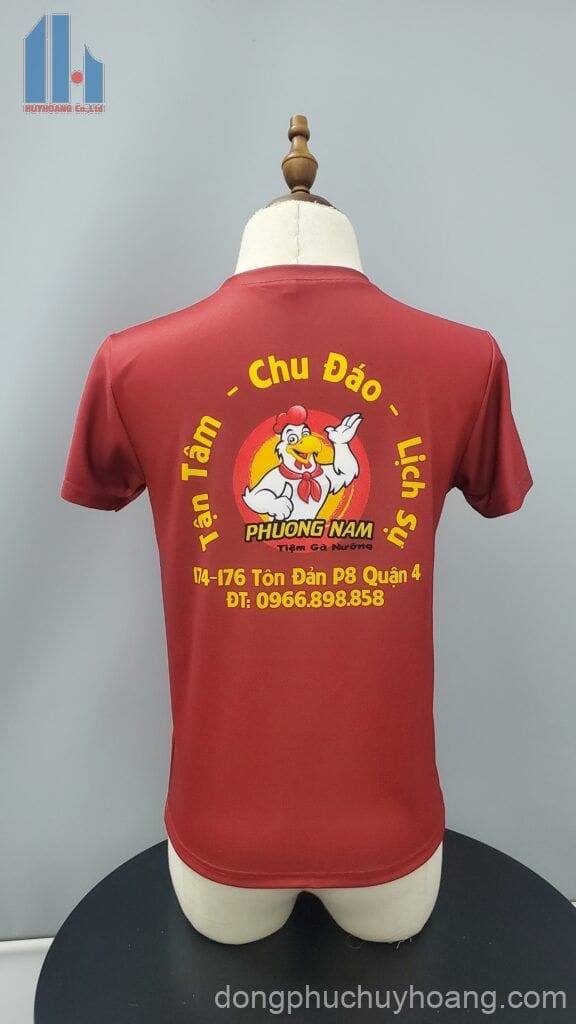 HUYHOANG Co.,Ltd
Tận Tâm - Chu Đáo - Lịch Sự
PHUONG NAM
Tiệm Gà Nướng
174-176 Tôn Đản P8 Quận 4
ĐT: 0966.898.858
dongphuchuyhoang.com